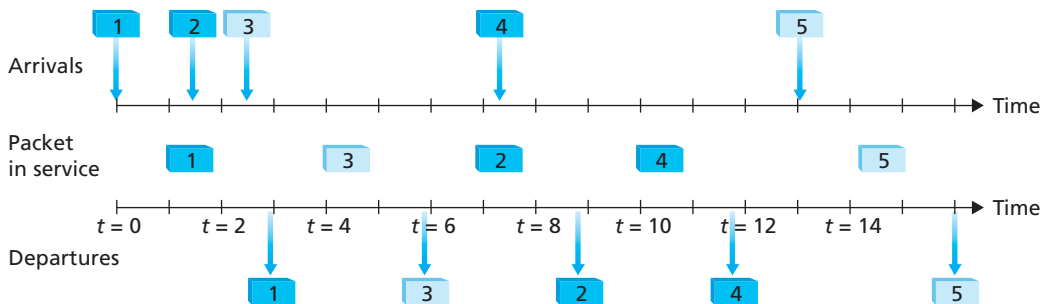 1 2 3 4 5
Arrivals
Time
Packet
in service
1 3 2 4 5
Time
t = 0 t = 2 t = 4 t = 6 t = 8 t = 10 t = 12 t = 14
Departures
1 3 2 4 5